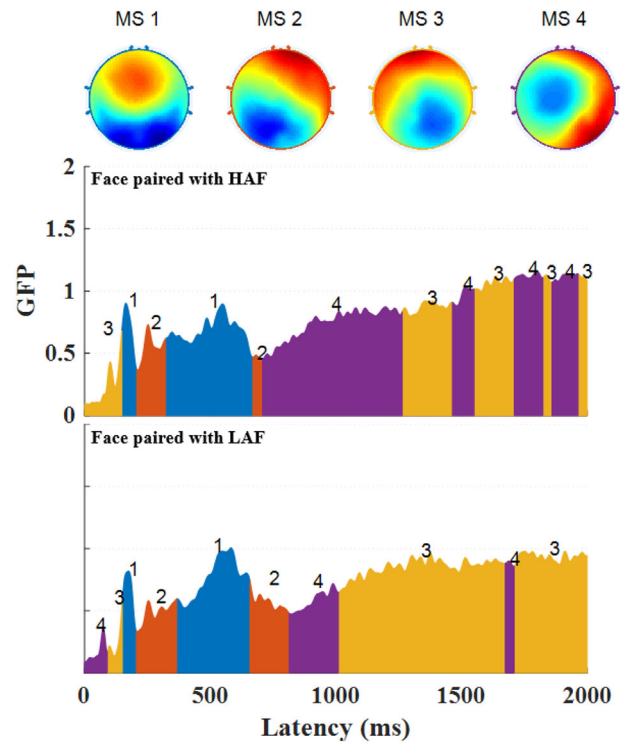 MS 1 MS 2 MS 3 MS 4
2
Face paired with HAF
1.5
GFP
1
0.5
0
3 1 2 1 2 4 3 4 3 4 3 4 3
Face paired with LAF
4 3 1 2 1 2 4 3 4 3
0 500 1000 1500 2000
Latency (ms)